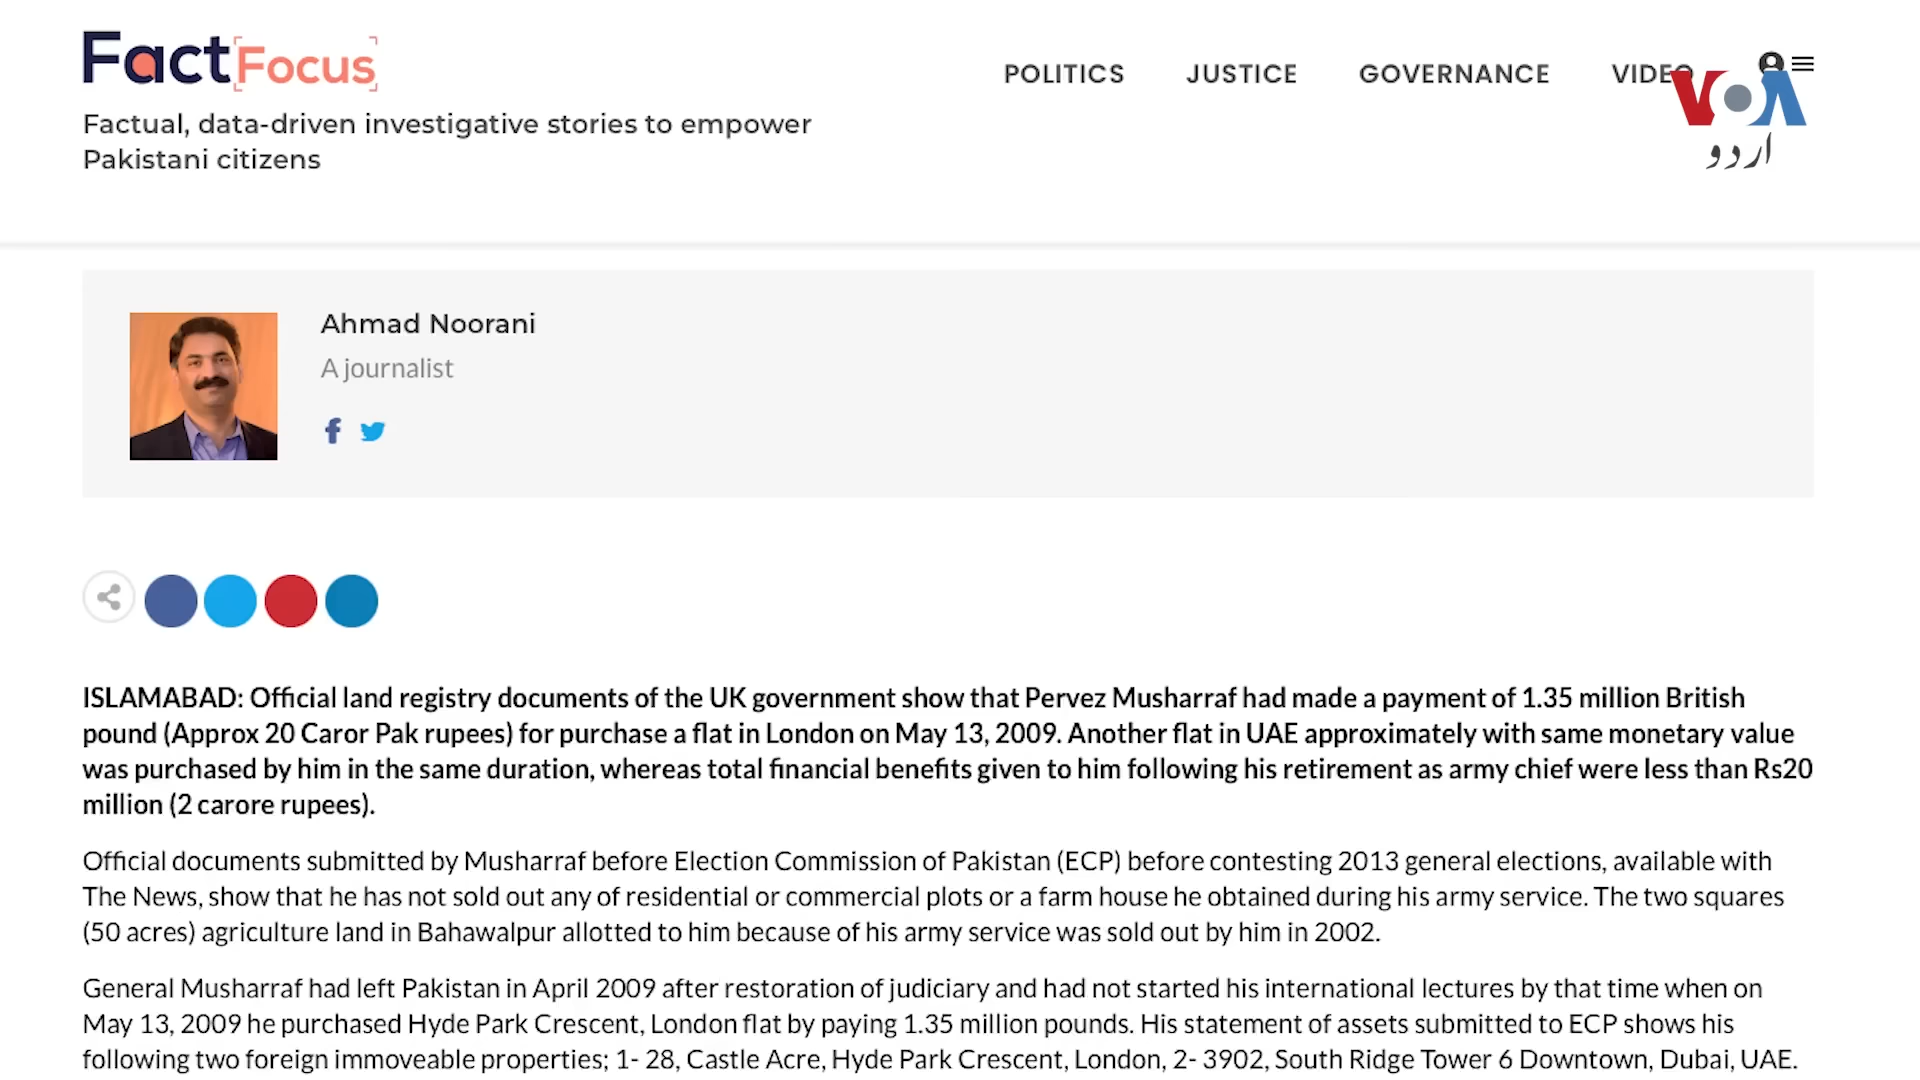 FactFocus
Factual, data-driven investigative stories to empower
Pakistani citizens
POLITICS JUSTICE GOVERNANCE VIDEO
VOA
اردو
Ahmad Noorani
A journalist
ISLAMABAD: Official land registry documents of the UK government show that Pervez Musharraf had made a payment of 1.35 million British
pound (Approx 20 Caror Pak rupees) for purchase a flat in London on May 13, 2009. Another flat in UAE approximately with same monetary value
was purchased by him in the same duration, whereas total financial benefits given to him following his retirement as army chief were less than Rs20
million (2 carore rupees).
Official documents submitted by Musharraf before Election Commission of Pakistan (ECP) before contesting 2013 general elections, available with
The News, show that he has not sold out any of residential or commercial plots or a farm house he obtained during his army service. The two squares
(50 acres) agriculture land in Bahawalpur allotted to him because of his army service was sold out by him in 2002.
General Musharraf had left Pakistan in April 2009 after restoration of judiciary and had not started his international lectures by that time when on
May 13, 2009 he purchased Hyde Park Crescent, London flat by paying 1.35 million pounds. His statement of assets submitted to ECP shows his
following two foreign immoveable properties; 1- 28, Castle Acre, Hyde Park Crescent, London, 2- 3902, South Ridge Tower 6 Downtown, Dubai, UAE.